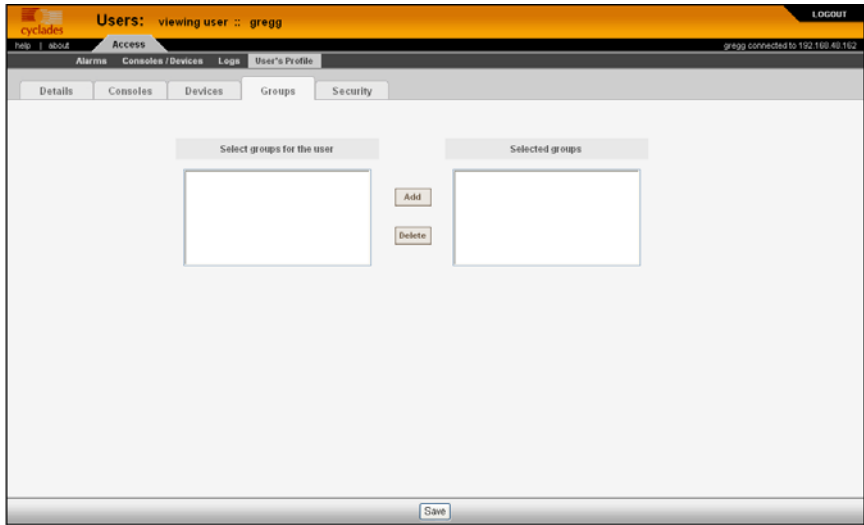 cyclades
Users: viewing user :: gregg
LOGOUT
help | about
Access
gregg connected to 192.168.48.162
Alarms Consoles / Devices Logs User's Profile
Details Consoles Devices Groups Security
Select groups for the user
Selected groups
Add
Delete
Save